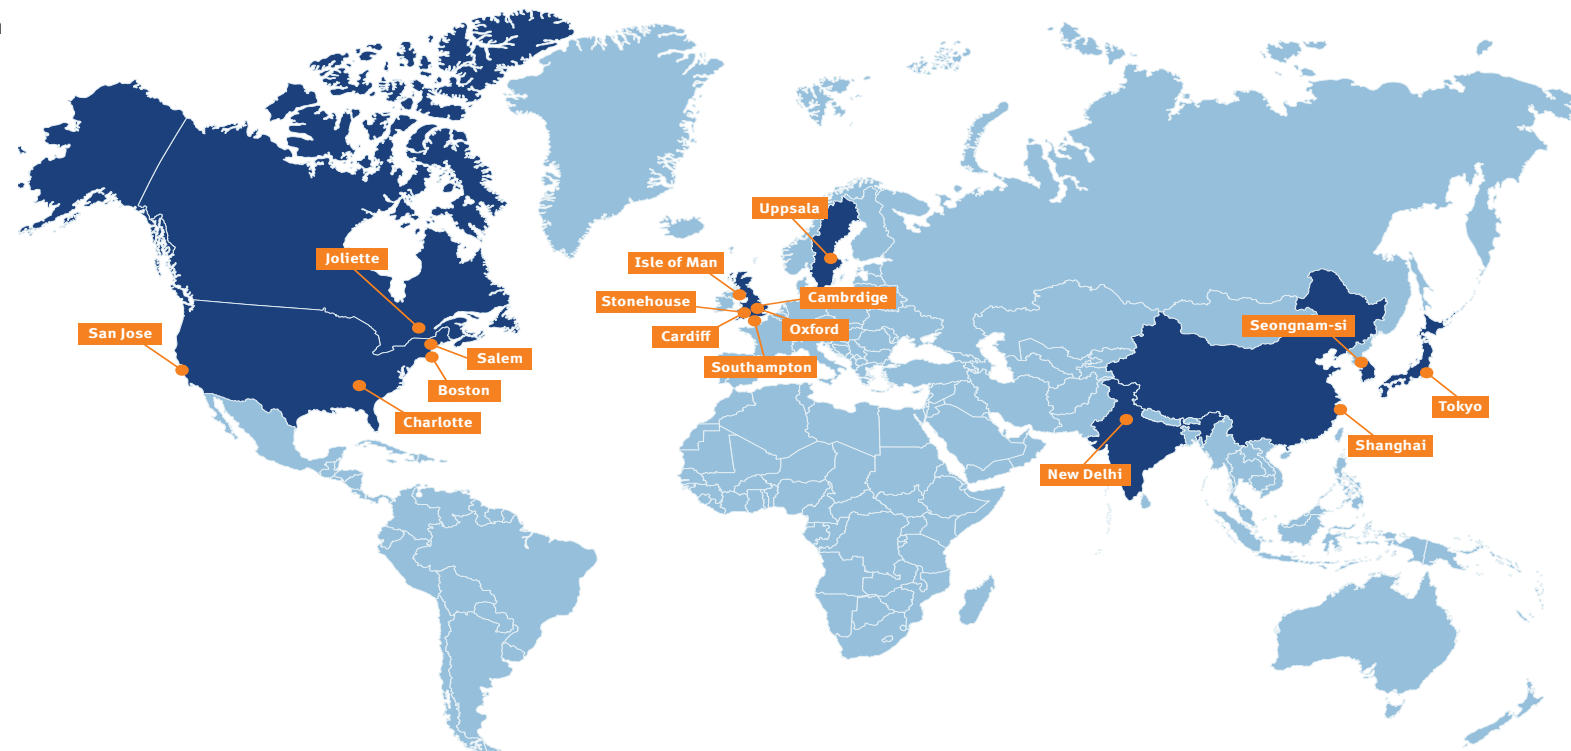 Uppsala
Isle of Man
Joliette
Cambrdige
Stonehouse
Seongnam-si
Oxford
San Jose
Cardiff
Salem
Southampton
Boston
Tokyo
Charlotte
Shanghai
New Delhi